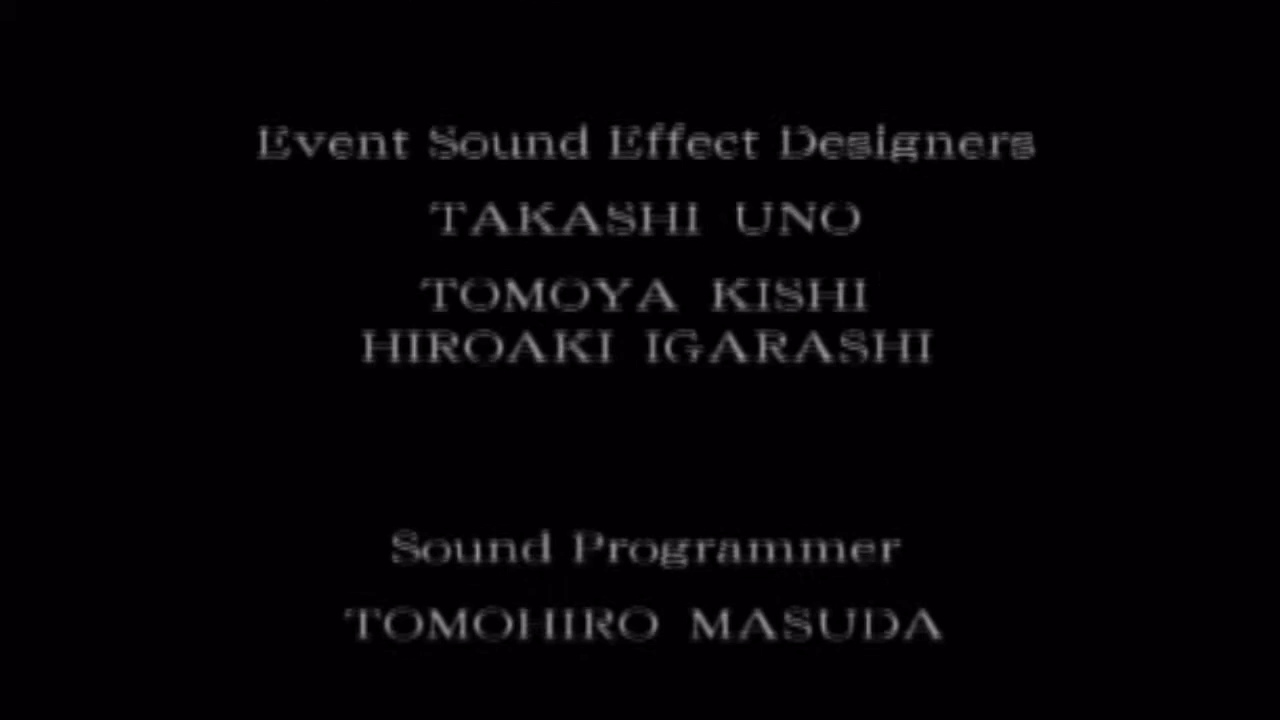 Event Sound Effect Designers
TAKASHI UNO
TOMOYA KISHI
HIROAKI IGARASHI
Sound Programmer
TOMOHIRO MASUDA